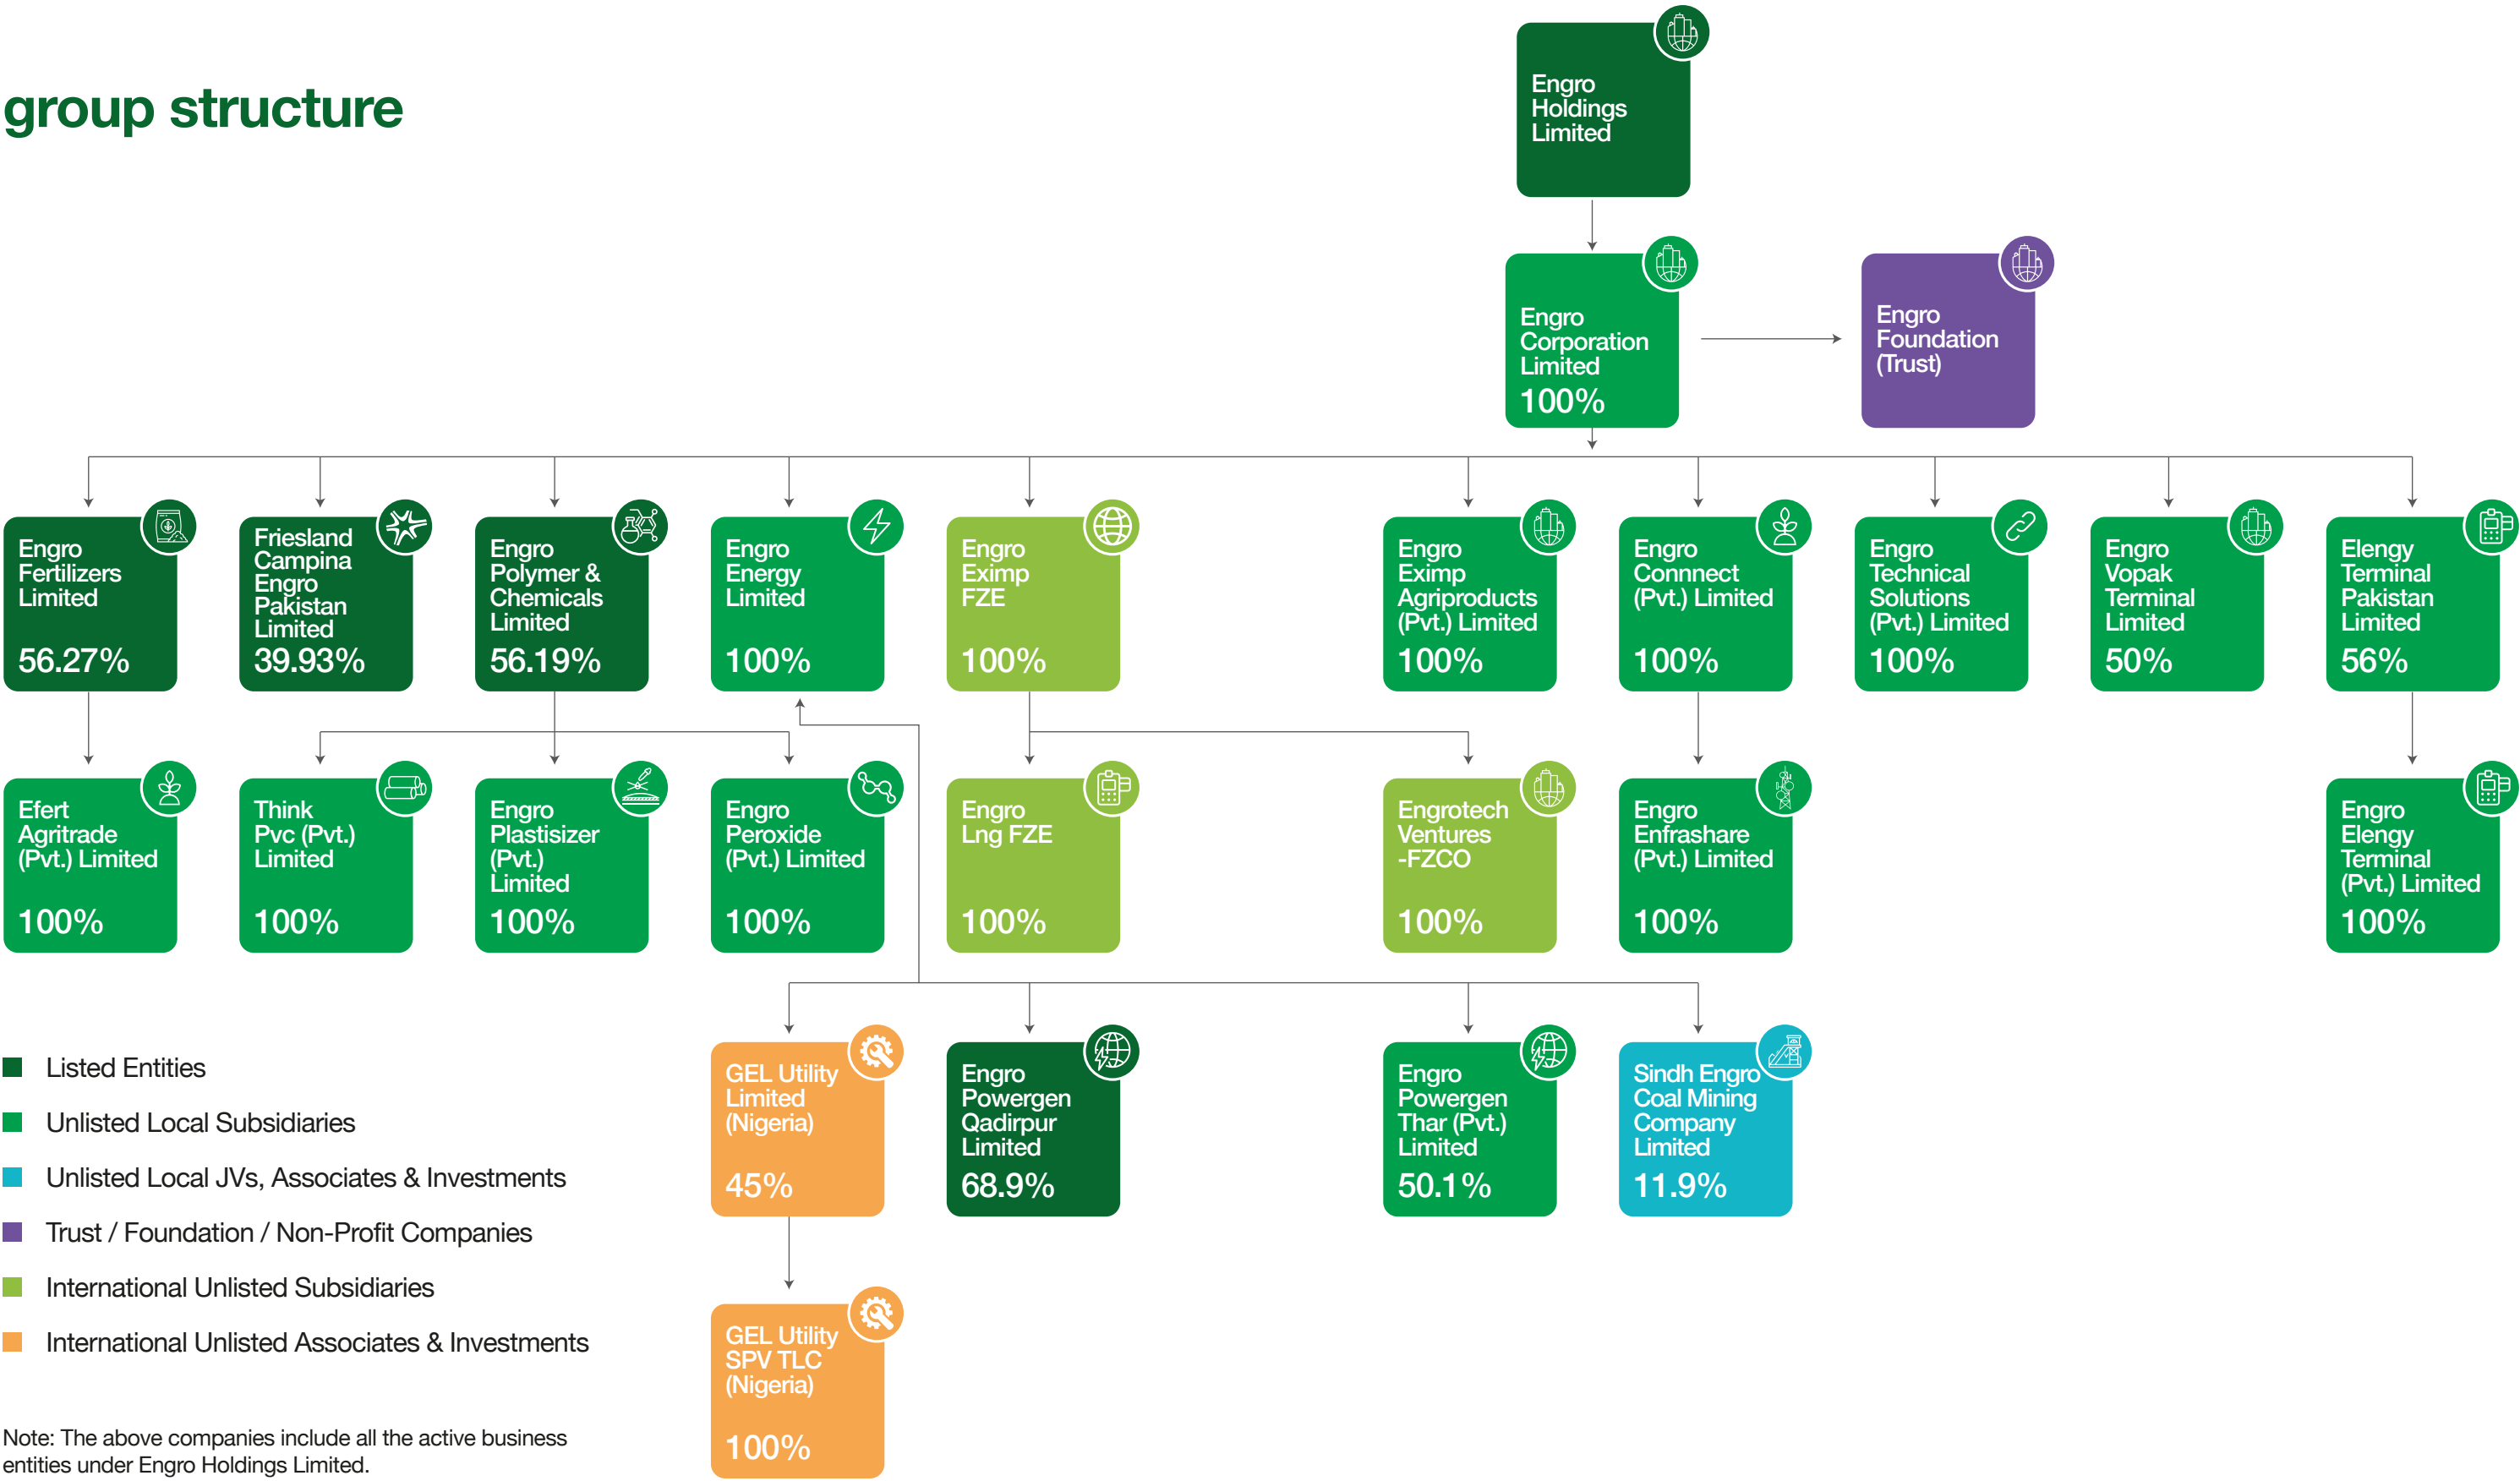 group structure
Engro
Holdings
Limited
Engro
Corporation
Limited
100%
Engro
Foundation
(Trust)
Engro
Fertilizers
Limited
56.27%
Friesland
Campina
Engro
Pakistan
Limited
39.93%
Engro
Polymer &
Chemicals
Limited
56.19%
Engro
Energy
Limited
100%
Engro
Eximp
FZE
100%
Engro
Eximp
Agriproducts
(Pvt.) Limited
100%
Engro
Connnect
(Pvt.) Limited
100%
Engro
Technical
Solutions
(Pvt.) Limited
100%
Engro
Vopak
Terminal
Limited
50%
Elengy
Terminal
Pakistan
Limited
56%
Efert
Agritrade
(Pvt.) Limited
100%
Think
Pvc (Pvt.)
Limited
100%
Engro
Plastisizer
(Pvt.)
Limited
100%
Engro
Peroxide
(Pvt.) Limited
100%
Engro
Lng FZE
100%
Engrotech
Ventures
-FZCO
100%
Engro
Enfrashare
(Pvt.) Limited
100%
Engro
Elengy
Terminal
(Pvt.) Limited
100%
GEL Utility
Limited
(Nigeria)
45%
Engro
Powergen
Qadirpur
Limited
68.9%
Engro
Powergen
Thar (Pvt.)
Limited
50.1%
Sindh Engro
Coal Mining
Company
Limited
11.9%
GEL Utility
SPV TLC
(Nigeria)
100%
Listed Entities
Unlisted Local Subsidiaries
Unlisted Local JVs, Associates & Investments
Trust / Foundation / Non-Profit Companies
International Unlisted Subsidiaries
International Unlisted Associates & Investments
Note: The above companies include all the active business
entities under Engro Holdings Limited.